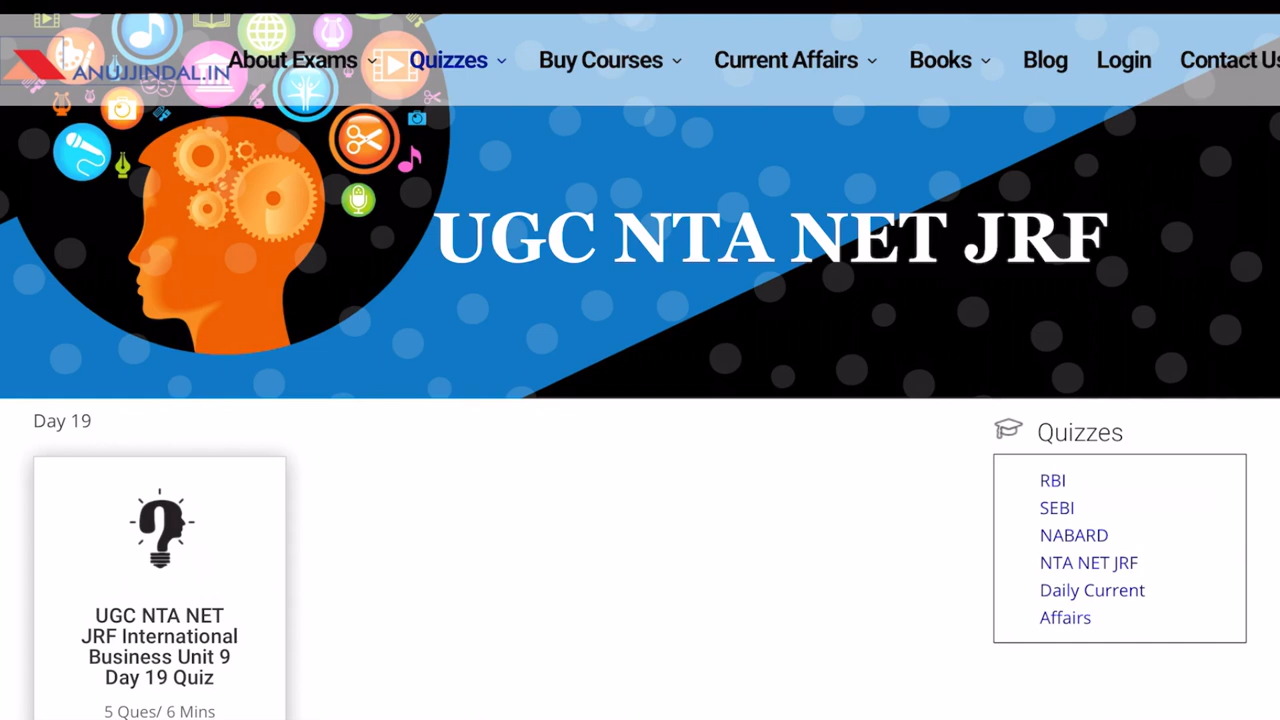 ANUJJINDAL.IN
About Exams
Quizzes
Buy Courses
Current Affairs
Books
Blog
Login
Contact Us
UGC NTA NET JRF
Day 19
UGC NTA NET
JRF International
Business Unit 9
Day 19 Quiz
5 Ques/ 6 Mins
Quizzes
RBI
SEBI
NABARD
NTA NET JRF
Daily Current
Affairs